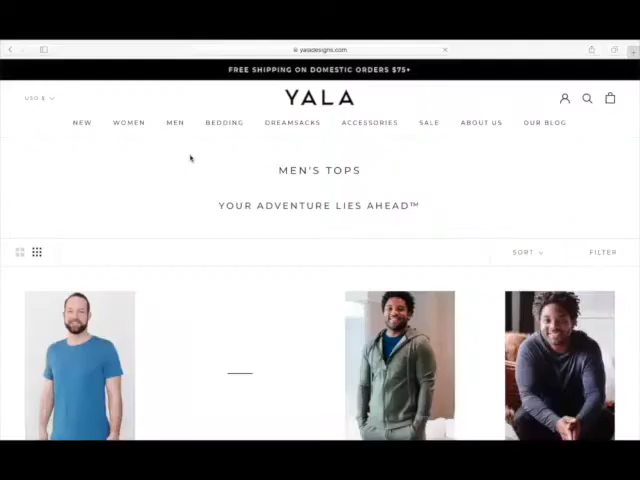 yaladesigns.com
FREE SHIPPING ON DOMESTIC ORDERS $75+
USD $
YALA
NEW WOMEN MEN BEDDING DREAMSACKS ACCESSORIES SALE ABOUT US OUR BLOG
MEN'S TOPS
YOUR ADVENTURE LIES AHEAD™
SORT FILTER